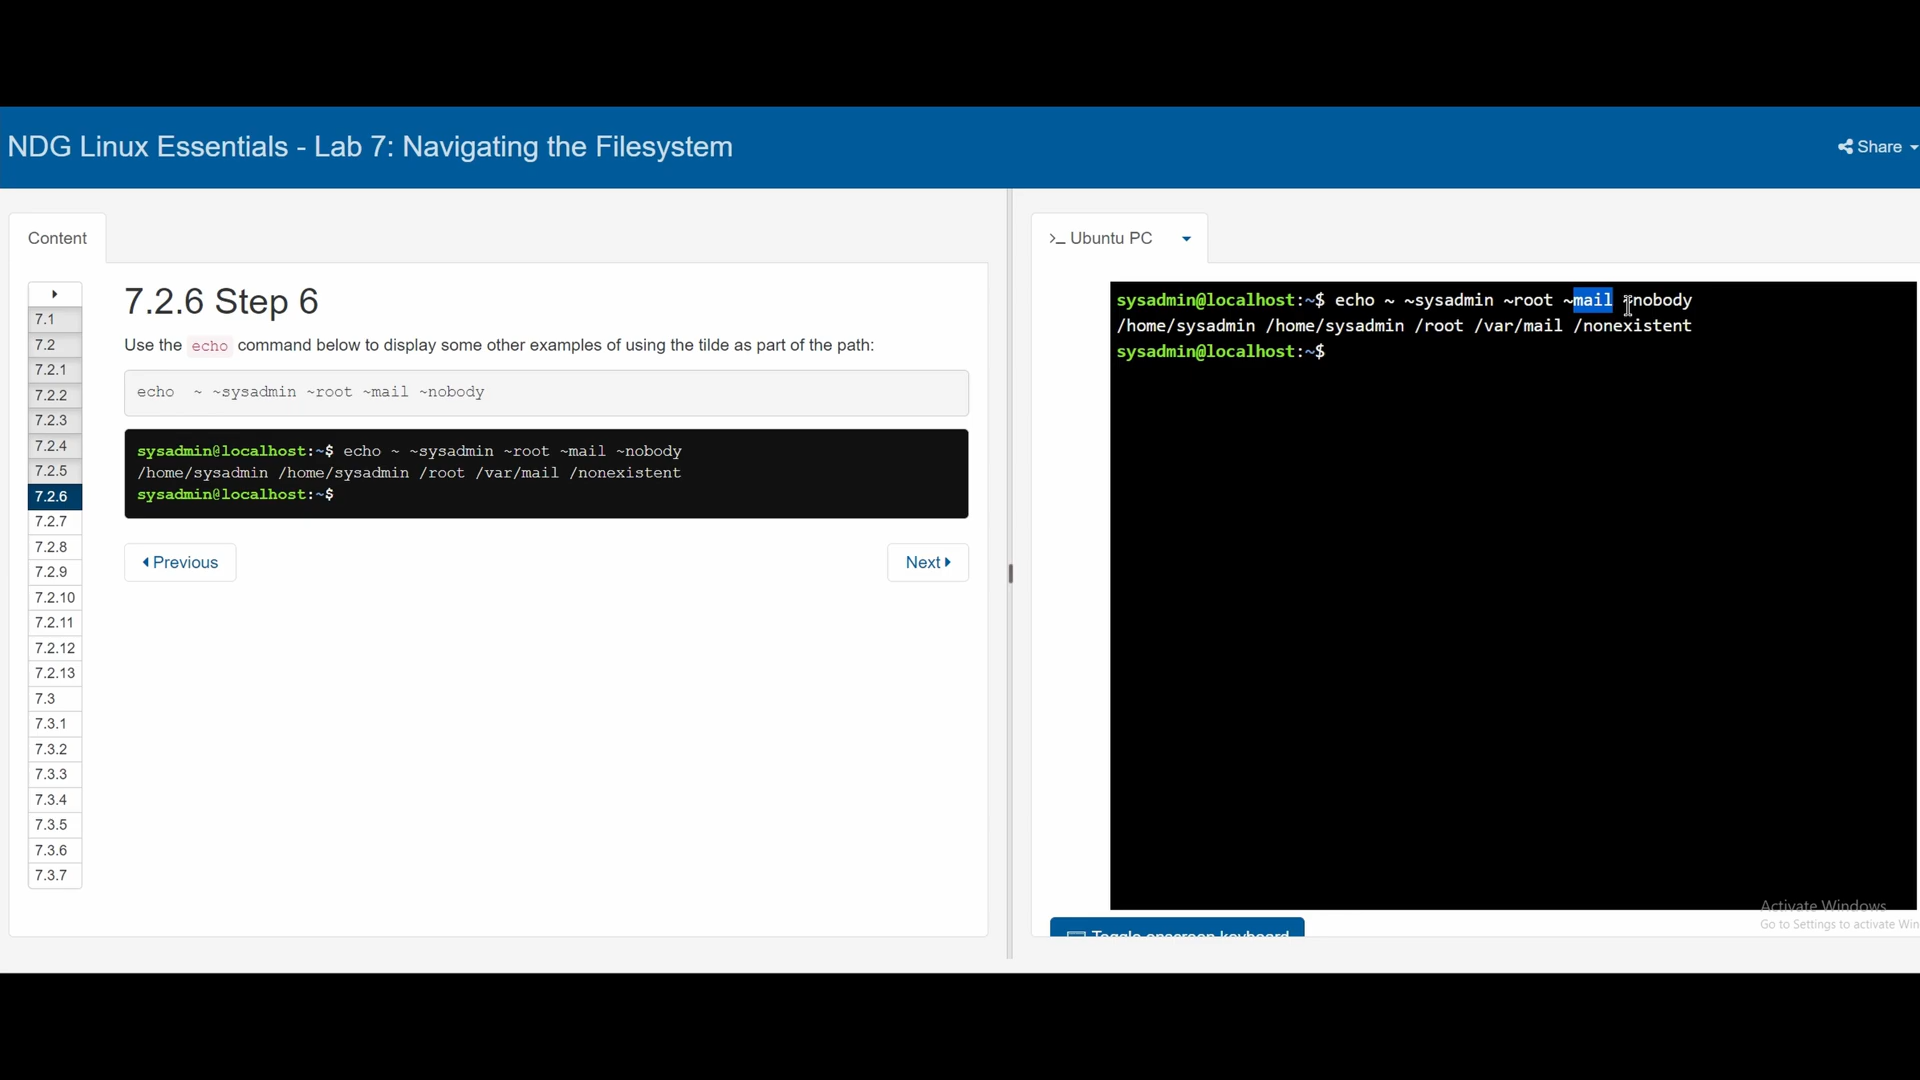 NDG Linux Essentials - Lab 7: Navigating the Filesystem
Share
Content
7.1
7.2
7.2.1
7.2.2
7.2.3
7.2.4
7.2.5
7.2.6
7.2.7
7.2.8
7.2.9
7.2.10
7.2.11
7.2.12
7.2.13
7.3
7.3.1
7.3.2
7.3.3
7.3.4
7.3.5
7.3.6
7.3.7
7.2.6 Step 6
Use the echo command below to display some other examples of using the tilde as part of the path:
echo  ~ ~sysadmin ~root ~mail ~nobody
sysadmin@localhost:~$ echo ~ ~sysadmin ~root ~mail ~nobody
/home/sysadmin /home/sysadmin /root /var/mail /nonexistent
sysadmin@localhost:~$
Previous
Next
>_ Ubuntu PC
sysadmin@localhost:~$ echo ~ ~sysadmin ~root ~mail ~nobody
/home/sysadmin /home/sysadmin /root /var/mail /nonexistent
sysadmin@localhost:~$
Activate Windows
Go to Settings to activate Win
Toggle onscreen keyboard